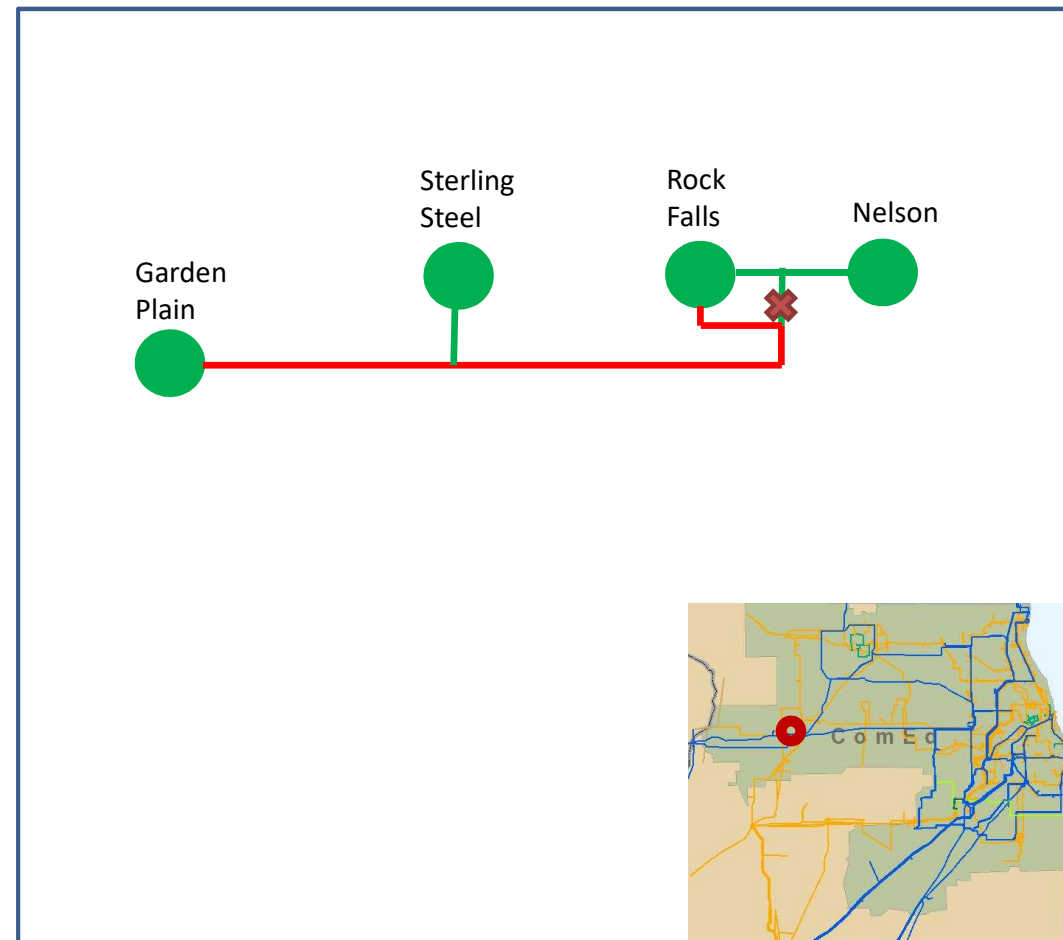 Sterling
Steel
Rock
Falls
Nelson
Garden
Plain
ComEd